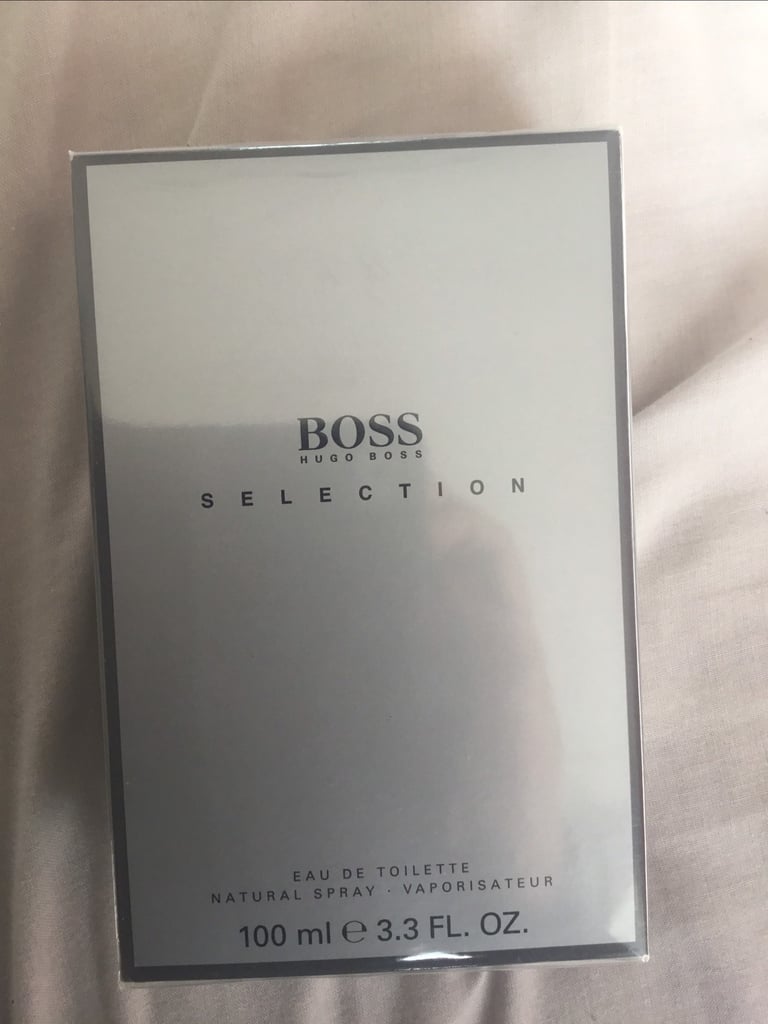 BOSS
HUGO BOSS
SELECTION
EAU DE TOILETTE
NATURAL SPRAY · VAPORISATEUR
100 ml ℮ 3.3 FL. OZ.